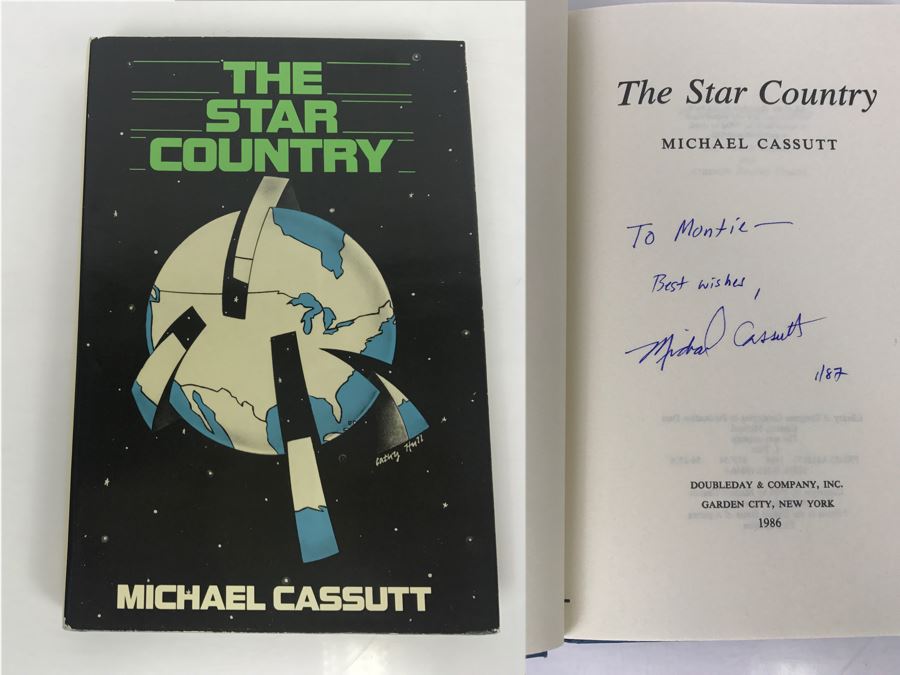 THE
STAR
COUNTRY
Cathy Hull
MICHAEL CASSUTT
The Star Country
MICHAEL CASSUTT
To Montie—
Best wishes,
Michael Cassutt
1/87
DOUBLEDAY & COMPANY, INC.
GARDEN CITY, NEW YORK
1986